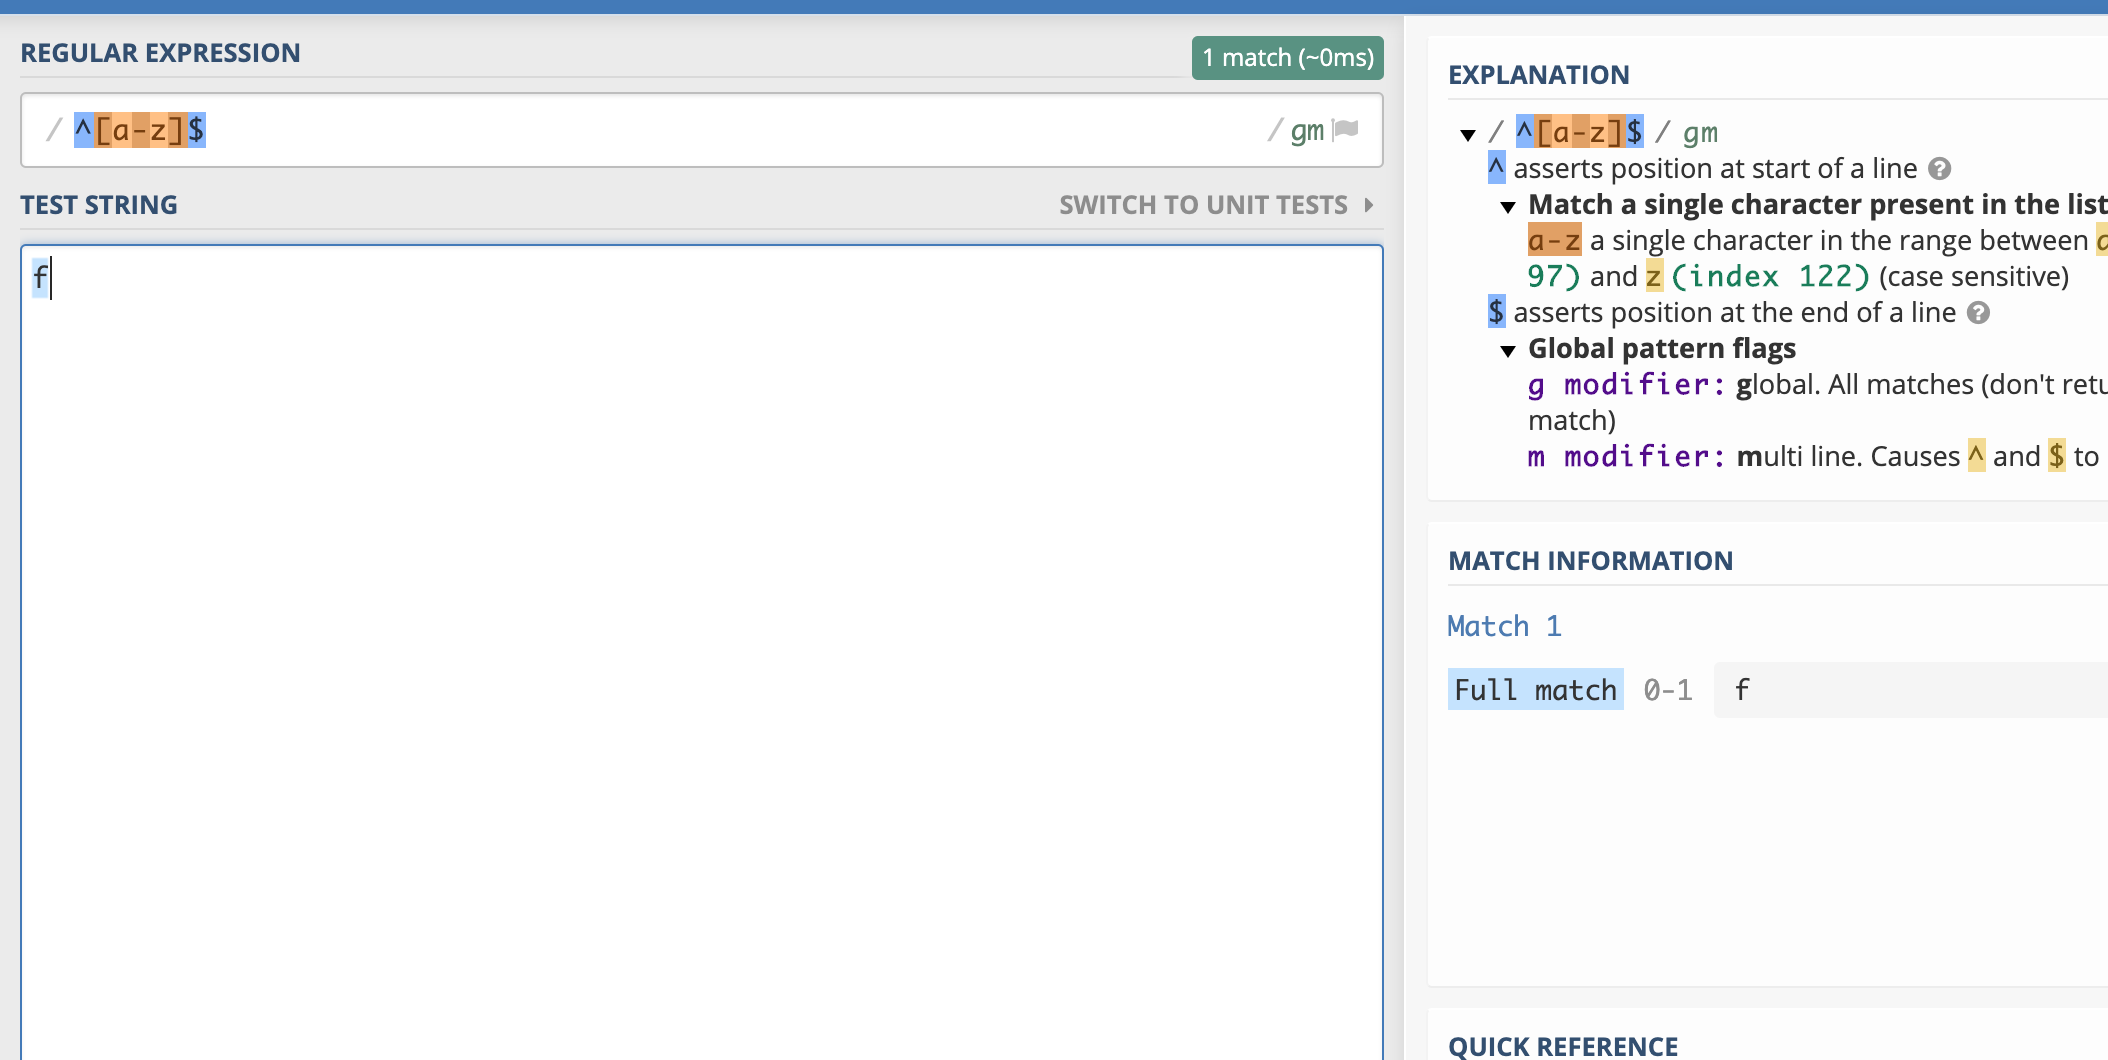 REGULAR EXPRESSION
1 match (~0ms)
/ ^[a-z]$ / gm
TEST STRING
SWITCH TO UNIT TESTS
f
EXPLANATION
/ ^[a-z]$ / gm
^ asserts position at start of a line ?
Match a single character present in the list
a-z a single character in the range between
97) and z (index 122) (case sensitive)
$ asserts position at the end of a line ?
Global pattern flags
g modifier: global. All matches (don't
match)
m modifier: multi line. Causes ^ and $ to
MATCH INFORMATION
Match 1
Full match 0-1 f
QUICK REFERENCE